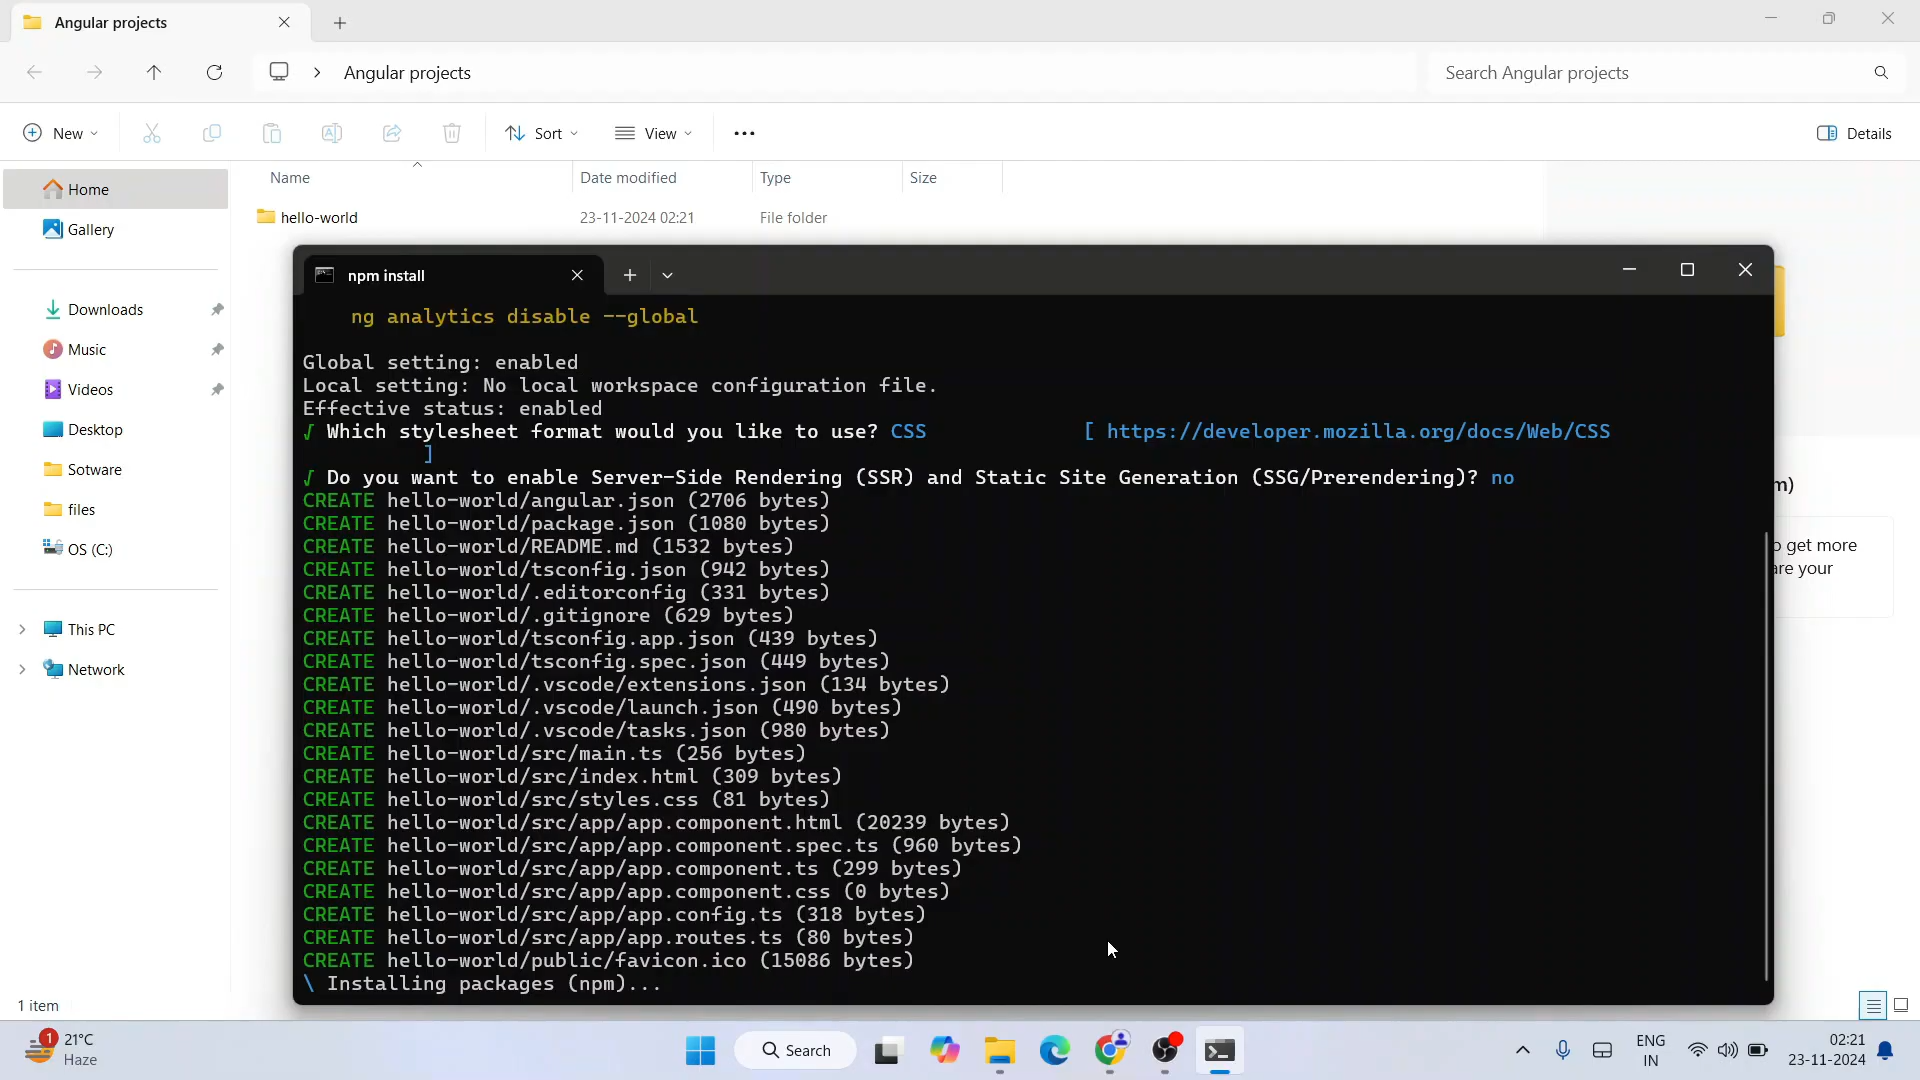 Angular projects
Angular projects
Search Angular projects
New
Sort
View
Details
Name
Date modified
Type
Size
hello-world
23-11-2024 02:21
File folder
Home
Gallery
Downloads
Music
Videos
Desktop
Sotware
files
OS (C:)
This PC
Network
npm install
ng analytics disable --global
Global setting: enabled
Local setting: No local workspace configuration file.
Effective status: enabled
√ Which stylesheet format would you like to use? CSS [ https://developer.mozilla.org/docs/Web/CSS
]
√ Do you want to enable Server-Side Rendering (SSR) and Static Site Generation (SSG/Prerendering)? no
CREATE hello-world/angular.json (2706 bytes)
CREATE hello-world/package.json (1080 bytes)
CREATE hello-world/README.md (1532 bytes)
CREATE hello-world/tsconfig.json (942 bytes)
CREATE hello-world/.editorconfig (331 bytes)
CREATE hello-world/.gitignore (629 bytes)
CREATE hello-world/tsconfig.app.json (439 bytes)
CREATE hello-world/tsconfig.spec.json (449 bytes)
CREATE hello-world/.vscode/extensions.json (134 bytes)
CREATE hello-world/.vscode/launch.json (490 bytes)
CREATE hello-world/.vscode/tasks.json (980 bytes)
CREATE hello-world/src/main.ts (256 bytes)
CREATE hello-world/src/index.html (309 bytes)
CREATE hello-world/src/styles.css (81 bytes)
CREATE hello-world/src/app/app.component.html (20239 bytes)
CREATE hello-world/src/app/app.component.spec.ts (960 bytes)
CREATE hello-world/src/app/app.component.ts (299 bytes)
CREATE hello-world/src/app/app.component.css (0 bytes)
CREATE hello-world/src/app/app.config.ts (318 bytes)
CREATE hello-world/src/app/app.routes.ts (80 bytes)
CREATE hello-world/public/favicon.ico (15086 bytes)
\ Installing packages (npm)...
m)
o get more
are your
1 item
1
21°C
Haze
Search
ENG
IN
02:21
23-11-2024